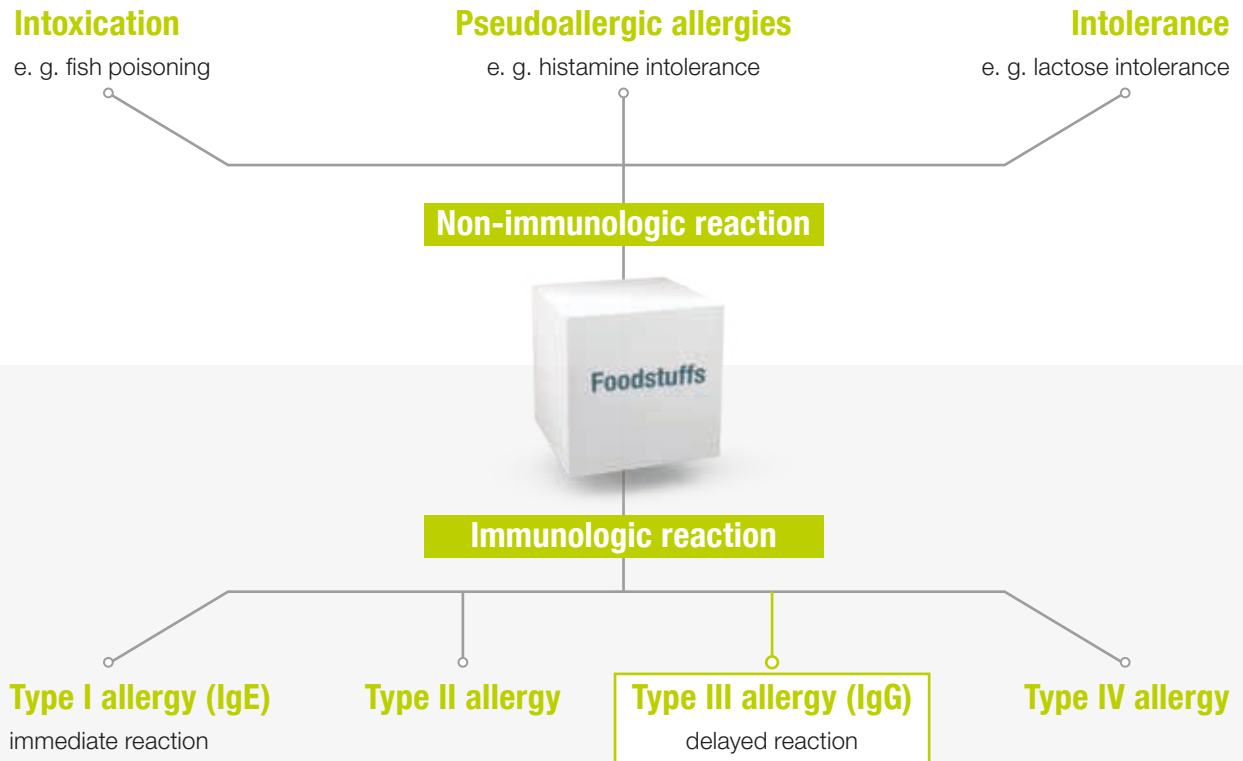 Intoxication
e. g. fish poisoning
Pseudoallergic allergies
e. g. histamine intolerance
Intolerance
e. g. lactose intolerance
Non-immunologic reaction
Foodstuffs
Immunologic reaction
Type I allergy (IgE)
immediate reaction
Type II allergy
Type III allergy (IgG)
delayed reaction
Type IV allergy